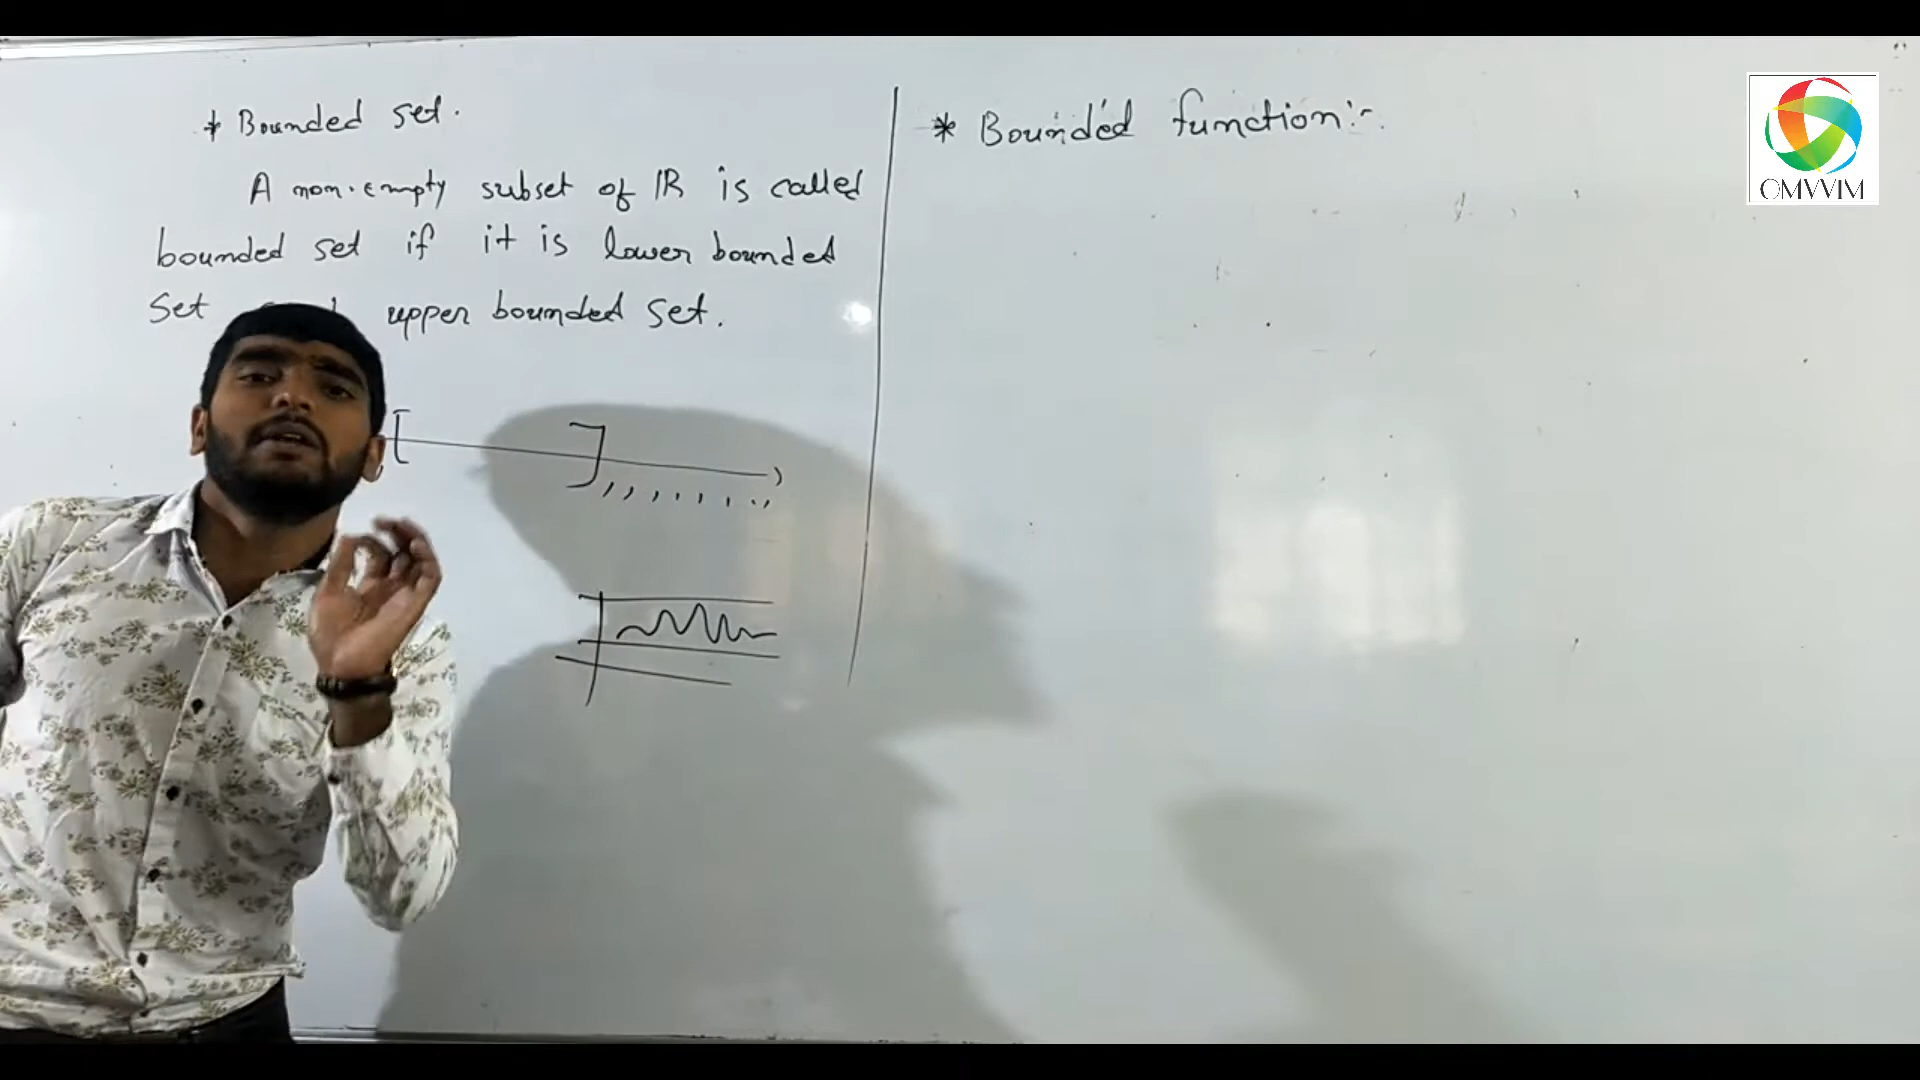 * Bounded set.
A non-empty subset of IR is called
bounded set if it is lower bounded
Set upper bounded set.
* Bounded function:-
OMVVIM